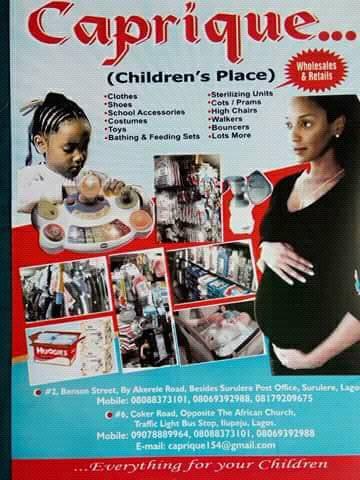 Caprique...
(Children's Place)
Wholesales
& Retails
•Clothes
•Shoes
•School Accessories
•Costumes
•Toys
•Bathing & Feeding Sets
•Sterilizing Units
•Cots / Prams
•High Chairs
•Walkers
•Bouncers
•Lots More
HUGGIES
#2, Benson Street, By Akerele Road, Besides Surulere Post Office, Surulere, Lagos
Mobile: 08088373101, 08069392988, 08179209675
#6, Coker Road, Opposite The African Church,
Traffic Light Bus Stop, Ilupeju, Lagos.
Mobile: 09078889964, 08088373101, 08069392988
E-mail: caprique154@gmail.com
...Everything for your Children